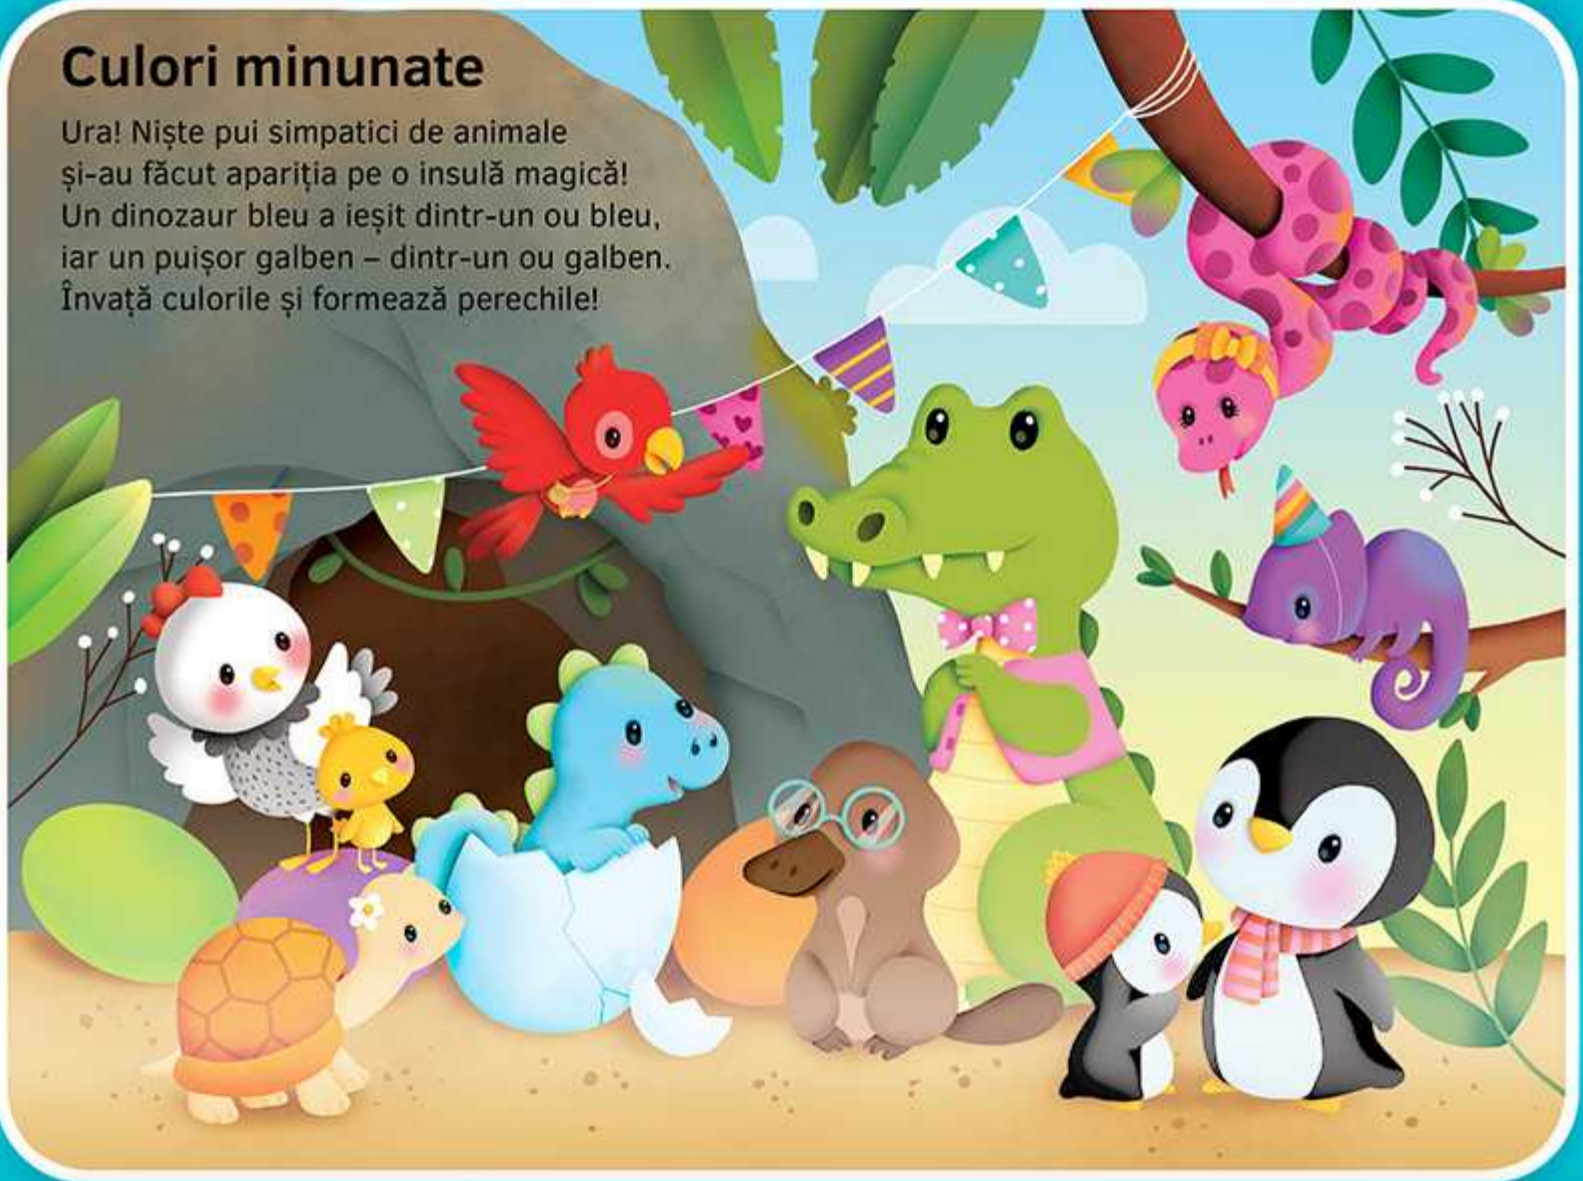 Culori minunate
Ura! Niște pui simpatici de animale
și-au făcut apariția pe o insulă magică!
Un dinozaur bleu a ieșit dintr-un ou bleu,
iar un puișor galben – dintr-un ou galben.
Învață culorile și formează perechile!